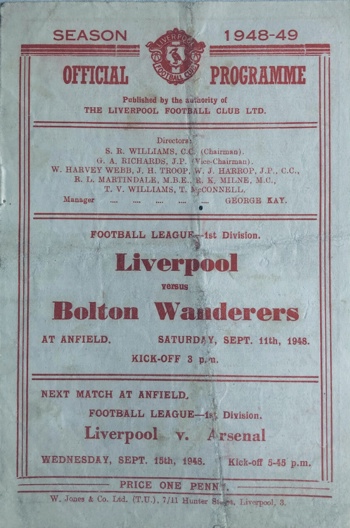 SEASON 1948-49
LIVERPOOL
FOOTBALL CLUB
OFFICIAL PROGRAMME
Published by the authority of
THE LIVERPOOL FOOTBALL CLUB LTD.
Directors:
S. R. WILLIAMS, C.C. (Chairman).
G. A. RICHARDS, J.P. (Vice-Chairman).
W. HARVEY WEBB, J. H. TROOP, W. J. HARROP, J.P., C.C.,
R. L. MARTINDALE, M.B.E., R. K. MILNE, M.C.,
T. V. WILLIAMS, T. McCONNELL.
Manager .... .... .... .... .... GEORGE KAY.
FOOTBALL LEAGUE—1st Division.
Liverpool
versus
Bolton Wanderers
AT ANFIELD. SATURDAY, SEPT. 11th, 1948.
KICK-OFF 3 p.m.
NEXT MATCH AT ANFIELD.
FOOTBALL LEAGUE—1st Division.
Liverpool v. Arsenal
WEDNESDAY, SEPT. 15th, 1948. Kick-off 5-45 p.m.
PRICE ONE PENNY.
W. Jones & Co. Ltd. (T.U.), 7/11 Hunter Street, Liverpool, 3.